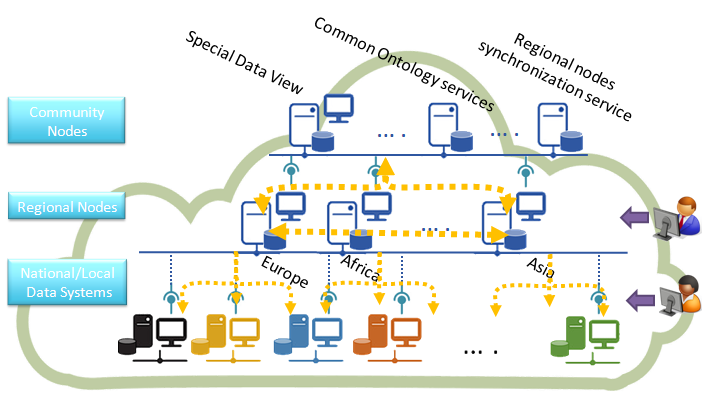 Special Data View
Common Ontology services
Regional nodes
synchronization service
Community
Nodes
... .
... .
Regional Nodes
... .
Europe
Africa
Asia
National/Local
Data Systems
... .